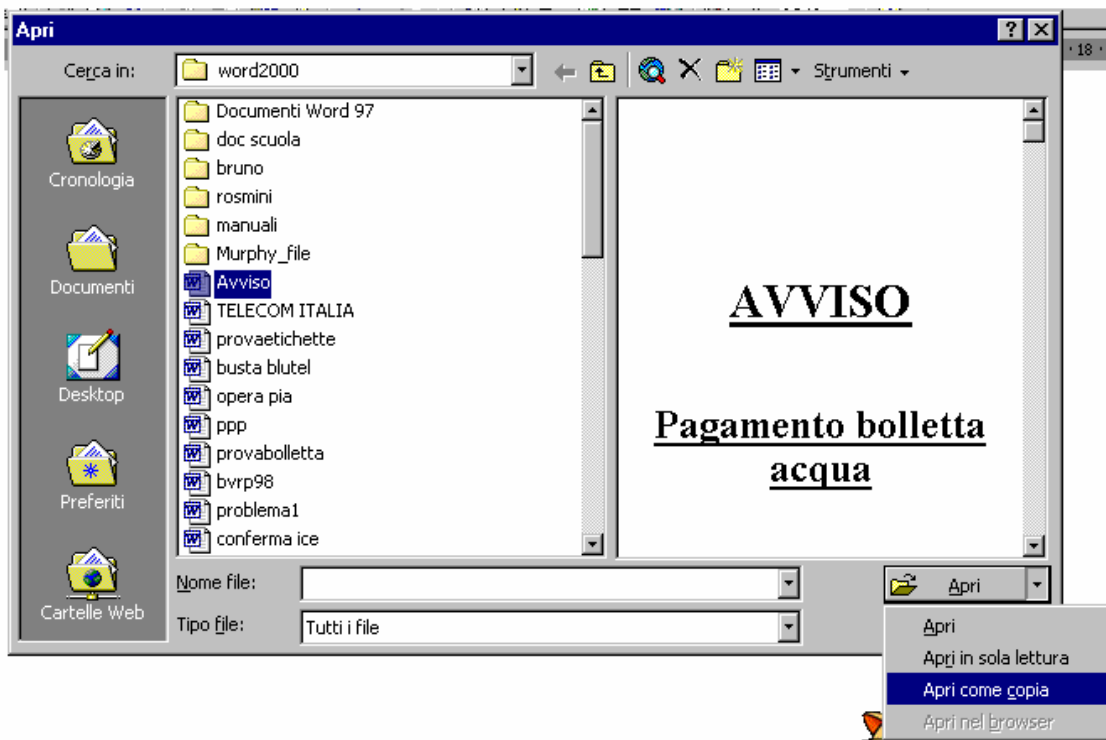 Apri
18
Cerca in:
word2000
Strumenti
Cronologia
Documenti
Desktop
Preferiti
Cartelle Web
Documenti Word 97
doc scuola
bruno
rosmini
manuali
Murphy_file
Avviso
TELECOM ITALIA
provaetichette
busta blutel
opera pia
ppp
provabolletta
bvrp98
problema1
conferma ice
AVVISO
Pagamento bolletta
acqua
Nome file:
Apri
Tipo file:
Tutti i file
Apri
Apri in sola lettura
Apri come copia
Apri nel browser